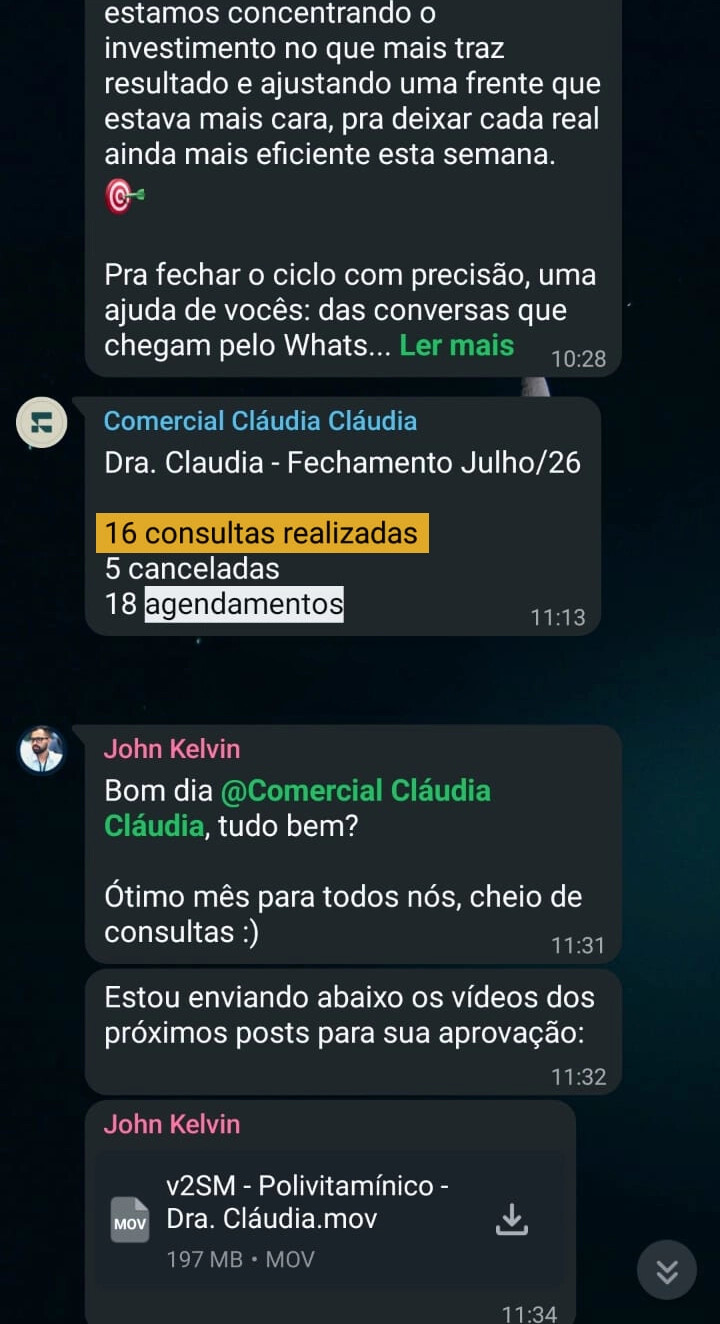 estamos concentrando o
investimento no que mais traz
resultado e ajustando uma frente que
estava mais cara, pra deixar cada real
ainda mais eficiente esta semana.
🎯
Pra fechar o ciclo com precisão, uma
ajuda de vocês: das conversas que
chegam pelo Whats... Ler mais 10:28
Comercial Cláudia Cláudia
Dra. Claudia - Fechamento Julho/26
16 consultas realizadas
5 canceladas
18 agendamentos 11:13
John Kelvin
Bom dia @Comercial Cláudia
Cláudia, tudo bem?
Ótimo mês para todos nós, cheio de
consultas :) 11:31
Estou enviando abaixo os vídeos dos
próximos posts para sua aprovação:
11:32
John Kelvin
v2SM - Polivitamínico -
MOV Dra. Cláudia.mov
197 MB • MOV
11:34